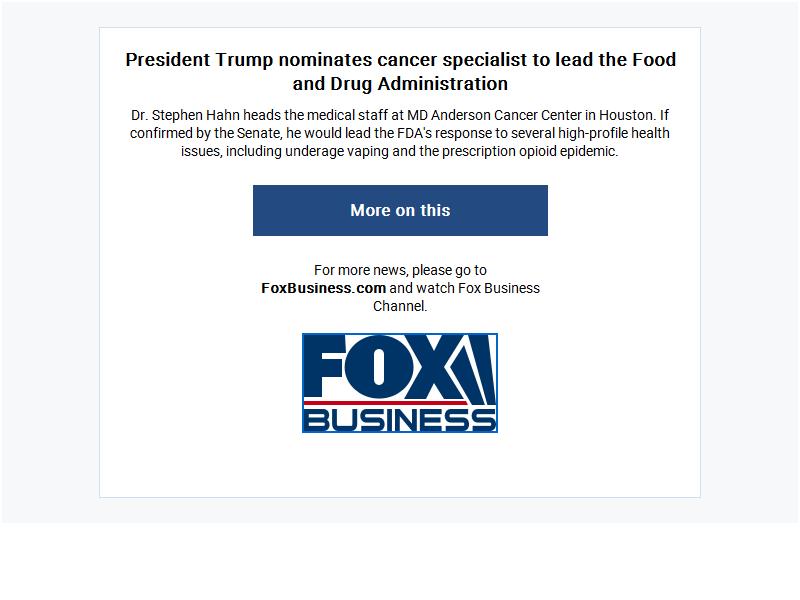 President Trump nominates cancer specialist to lead the Food
and Drug Administration
Dr. Stephen Hahn heads the medical staff at MD Anderson Cancer Center in Houston. If
confirmed by the Senate, he would lead the FDA's response to several high-profile health
issues, including underage vaping and the prescription opioid epidemic.
More on this
For more news, please go to
FoxBusiness.com and watch Fox Business
Channel.
FOX
BUSINESS